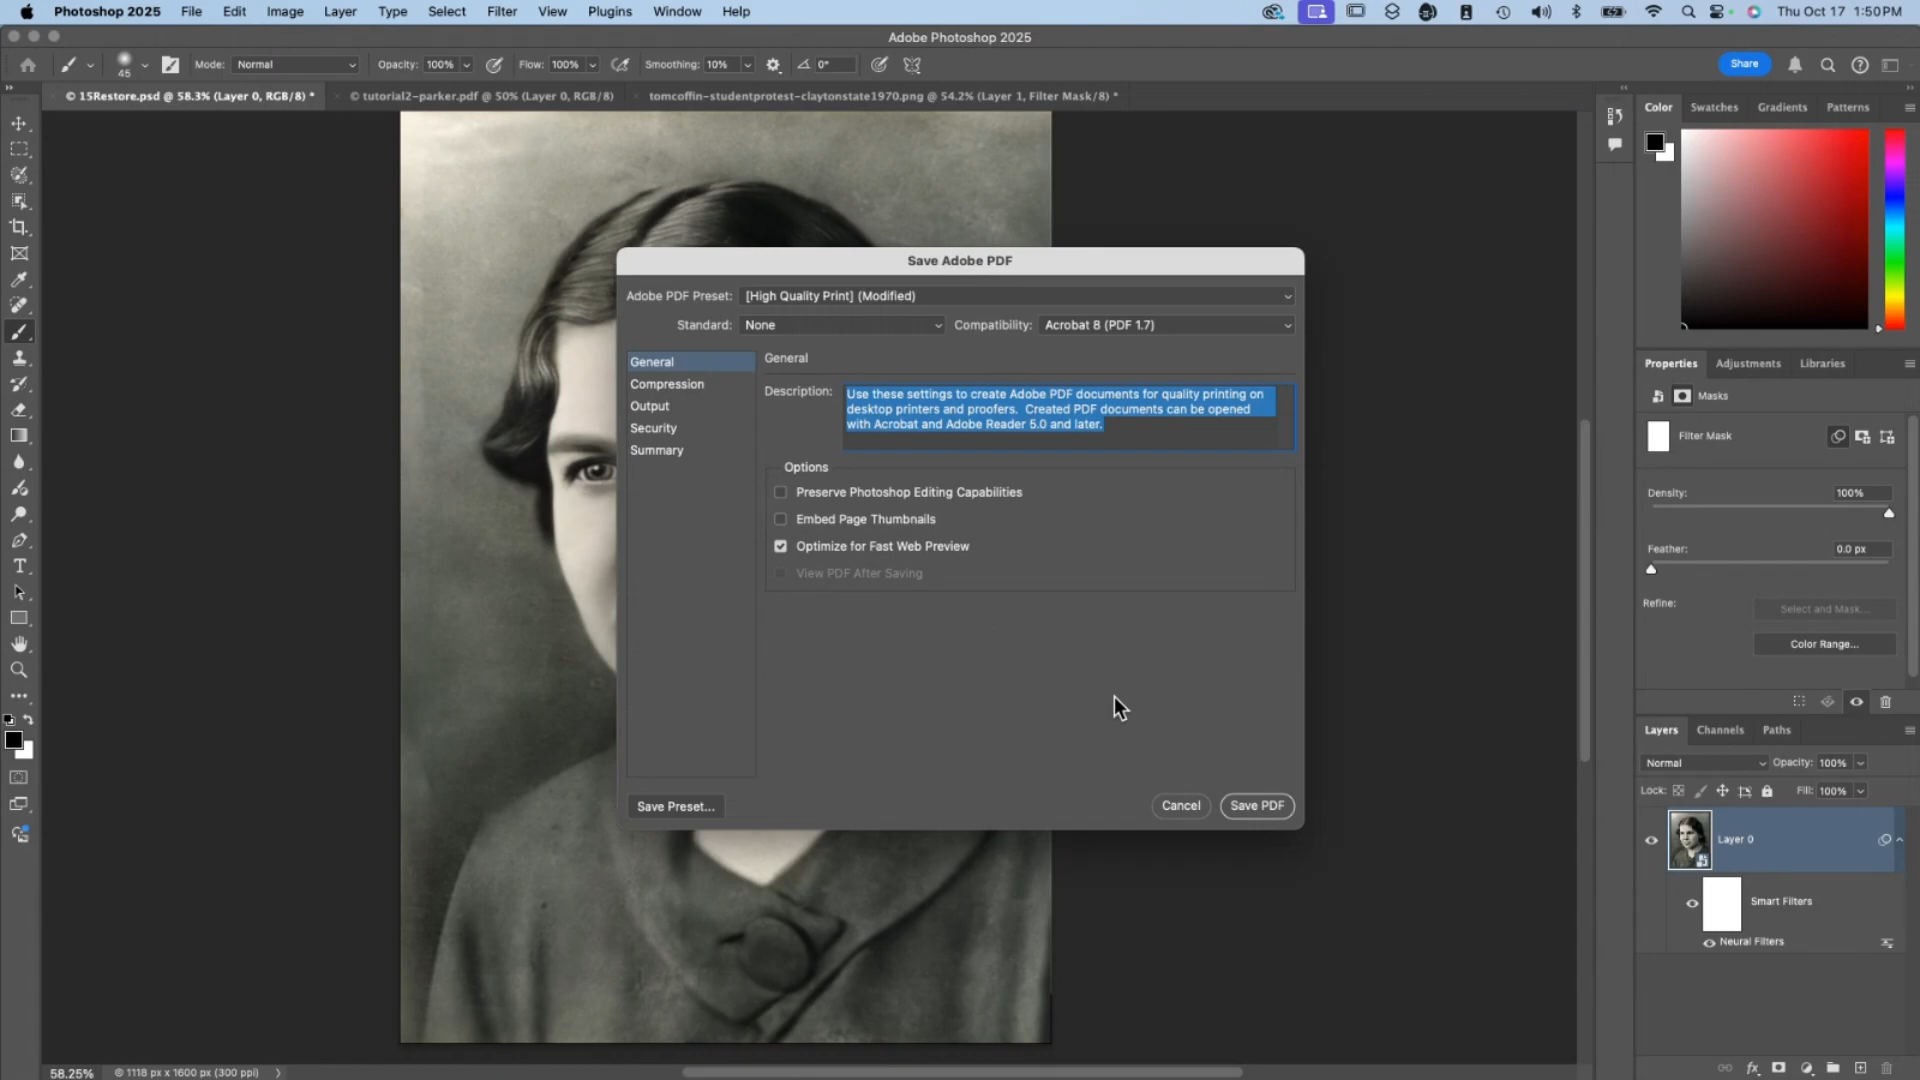 Photoshop 2025 File Edit Image Layer Type Select Filter View Plugins Window Help Thu Oct 17 1:50PM
Adobe Photoshop 2025
45 Mode: Normal Opacity: 100% Flow: 100% Smoothing: 10% 0° Share
© 15Restore.psd @ 58.3% (Layer 0, RGB/8) * © tutorial2-parker.pdf @ 50% (Layer 0, RGB/8) tomcoffin-studentprotest-claytonstate1970.png @ 54.2% (Layer 1, Filter Mask/8) *
Color Swatches Gradients Patterns
Save Adobe PDF
Adobe PDF Preset: [High Quality Print] (Modified)
Standard: None Compatibility: Acrobat 8 (PDF 1.7)
General
Compression
Output
Security
Summary
General
Description: Use these settings to create Adobe PDF documents for quality printing on
desktop printers and proofers. Created PDF documents can be opened
with Acrobat and Adobe Reader 5.0 and later.
Options
Preserve Photoshop Editing Capabilities
Embed Page Thumbnails
Optimize for Fast Web Preview
View PDF After Saving
Save Preset... Cancel Save PDF
Properties Adjustments Libraries
Masks
Filter Mask
Density: 100%
Feather: 0.0 px
Refine: Select and Mask...
Color Range...
Layers Channels Paths
Normal Opacity: 100%
Lock: Fill: 100%
Layer 0
Smart Filters
Neural Filters
fx
58.25% © 1118 px x 1600 px (300 ppi)